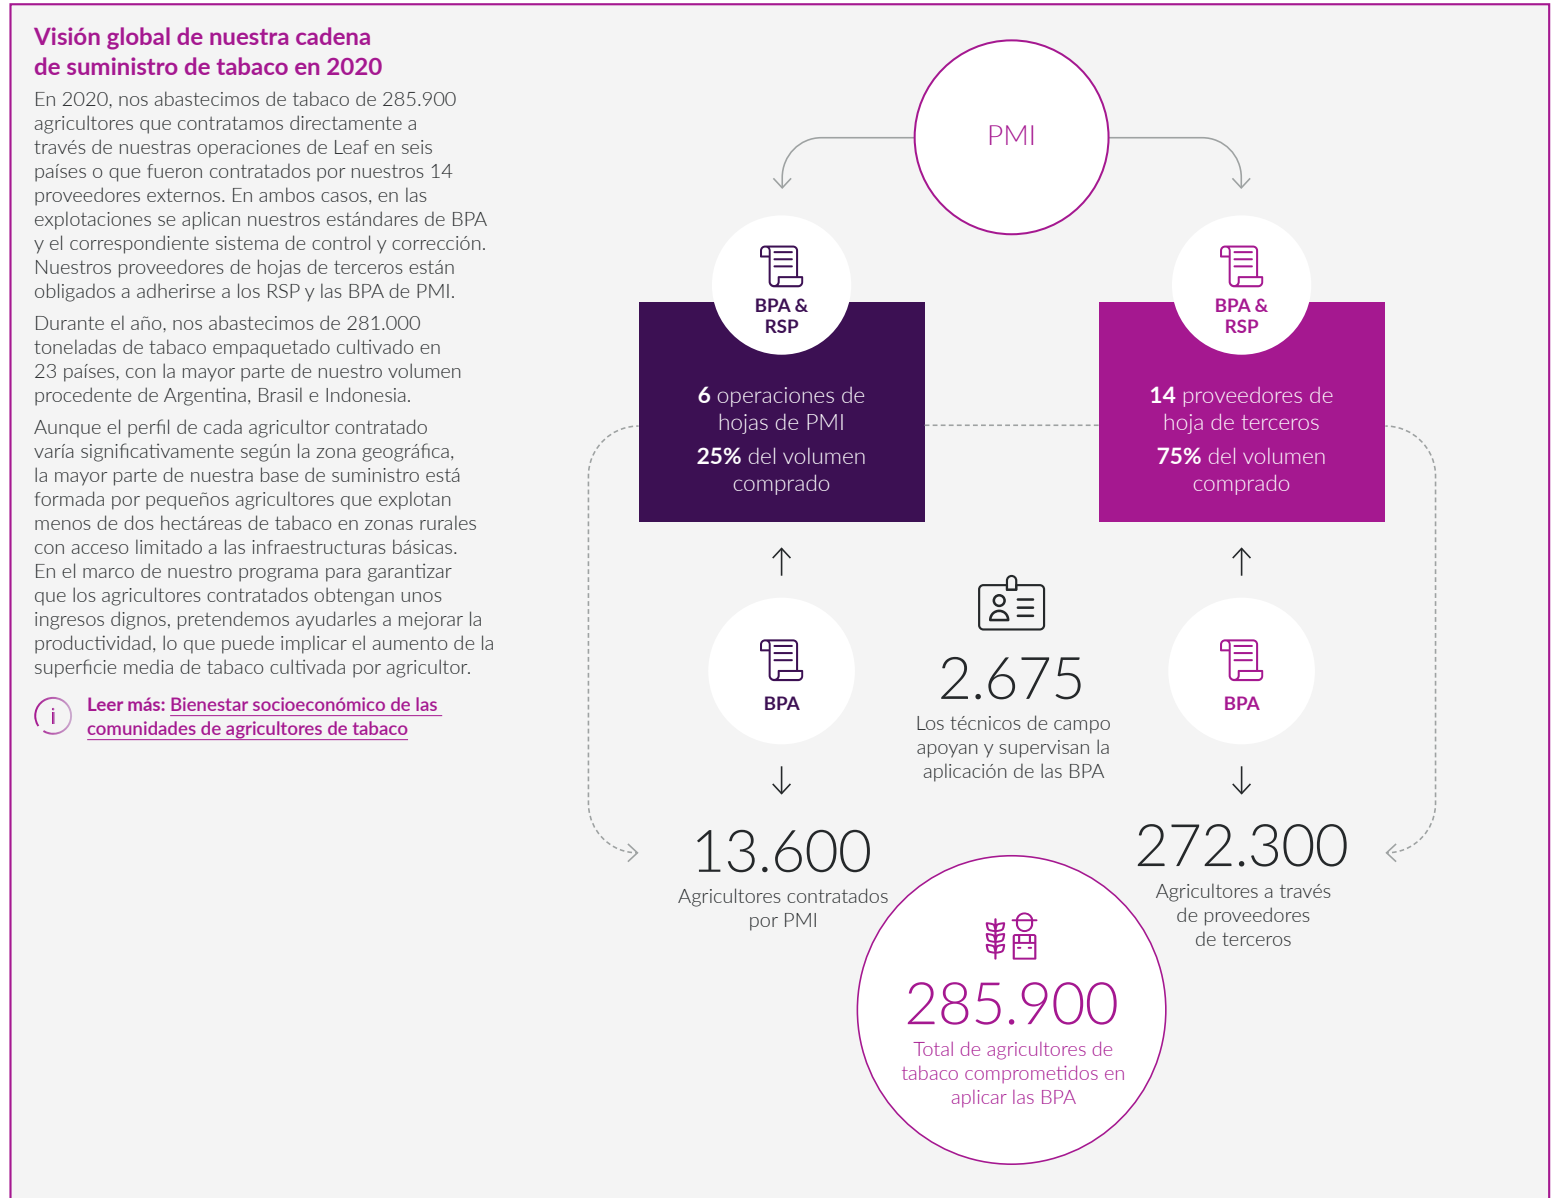 Visión global de nuestra cadena
de suministro de tabaco en 2020
En 2020, nos abastecimos de tabaco de 285.900
agricultores que contratamos directamente a
través de nuestras operaciones de Leaf en seis
países o que fueron contratados por nuestros 14
proveedores externos. En ambos casos, en las
explotaciones se aplican nuestros estándares de BPA
y el correspondiente sistema de control y corrección.
Nuestros proveedores de hojas de terceros están
obligados a adherirse a los RSP y las BPA de PMI.
Durante el año, nos abastecimos de 281.000
toneladas de tabaco empaquetado cultivado en
23 países, con la mayor parte de nuestro volumen
procedente de Argentina, Brasil e Indonesia.
Aunque el perfil de cada agricultor contratado
varía significativamente según la zona geográfica,
la mayor parte de nuestra base de suministro está
formada por pequeños agricultores que explotan
menos de dos hectáreas de tabaco en zonas rurales
con acceso limitado a las infraestructuras básicas.
En el marco de nuestro programa para garantizar
que los agricultores contratados obtengan unos
ingresos dignos, pretendemos ayudarles a mejorar la
productividad, lo que puede implicar el aumento de la
superficie media de tabaco cultivada por agricultor.
i
Leer más: Bienestar socioeconómico de las
comunidades de agricultores de tabaco
PMI
BPA &
RSP
6 operaciones de
hojas de PMI
25% del volumen
comprado
BPA &
RSP
14 proveedores de
hoja de terceros
75% del volumen
comprado
BPA
2.675
Los técnicos de campo
apoyan y supervisan la
aplicación de las BPA
BPA
13.600
Agricultores contratados
por PMI
272.300
Agricultores a través
de proveedores
de terceros
285.900
Total de agricultores de
tabaco comprometidos en
aplicar las BPA